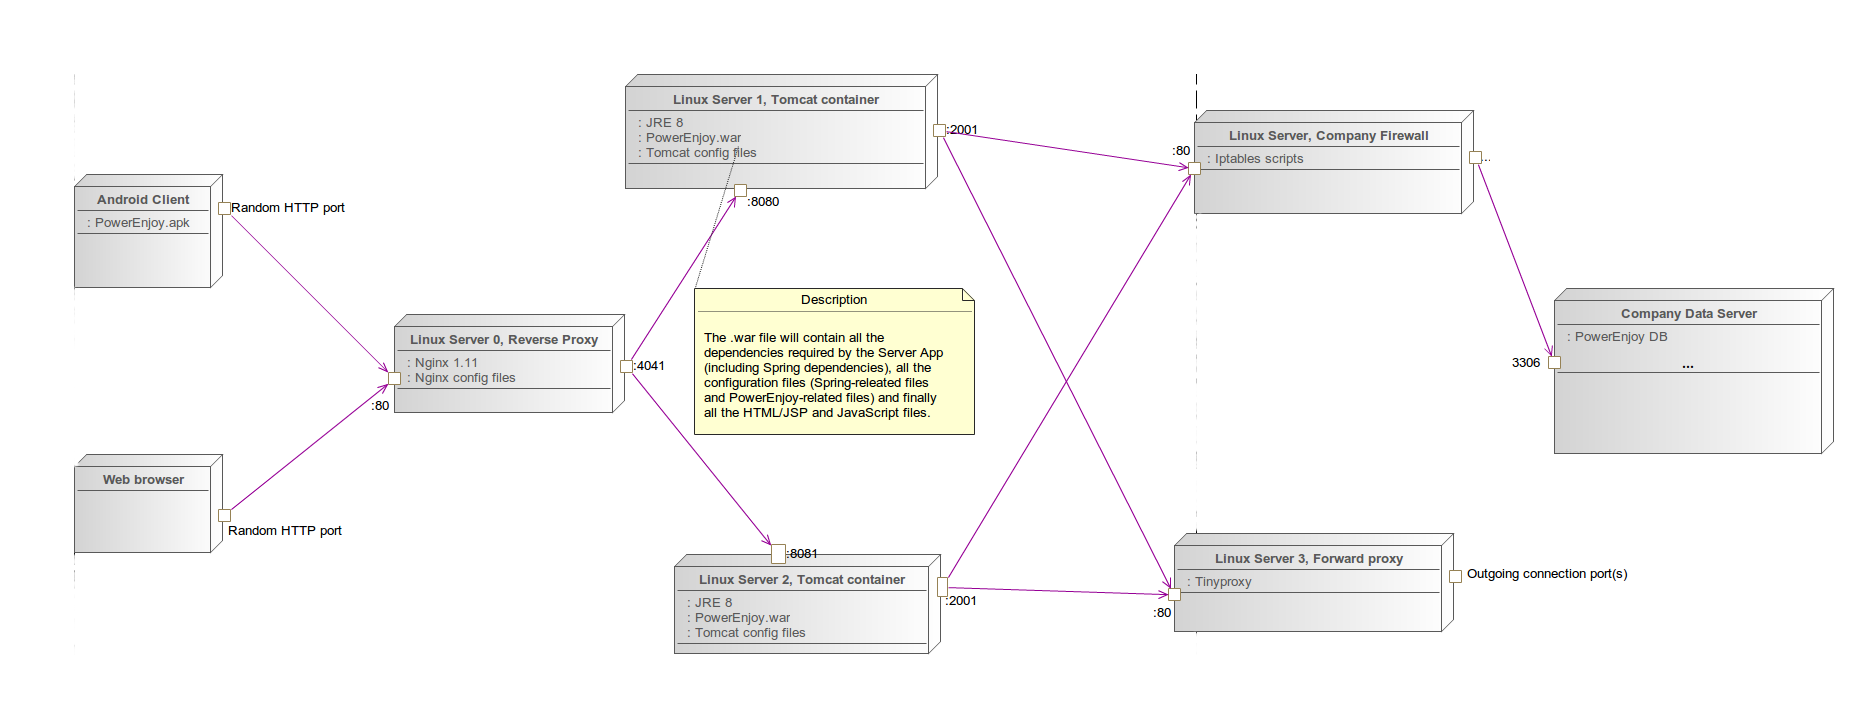 Linux Server 1, Tomcat container
: JRE 8
: PowerEnjoy.war
: Tomcat config files
:2001
:8080
Linux Server, Company Firewall
: Iptables scripts
:80
...
Android Client
: PowerEnjoy.apk
Random HTTP port
Linux Server 0, Reverse Proxy
: Nginx 1.11
: Nginx config files
:80
:4041
Description
The .war file will contain all the
dependencies required by the Server App
(including Spring dependencies), all the
configuration files (Spring-releated files
and PowerEnjoy-related files) and finally
all the HTML/JSP and JavaScript files.
Company Data Server
: PowerEnjoy DB
...
3306
Web browser
Random HTTP port
:8081
Linux Server 2, Tomcat container
: JRE 8
: PowerEnjoy.war
: Tomcat config files
:2001
Linux Server 3, Forward proxy
: Tinyproxy
:80
Outgoing connection port(s)